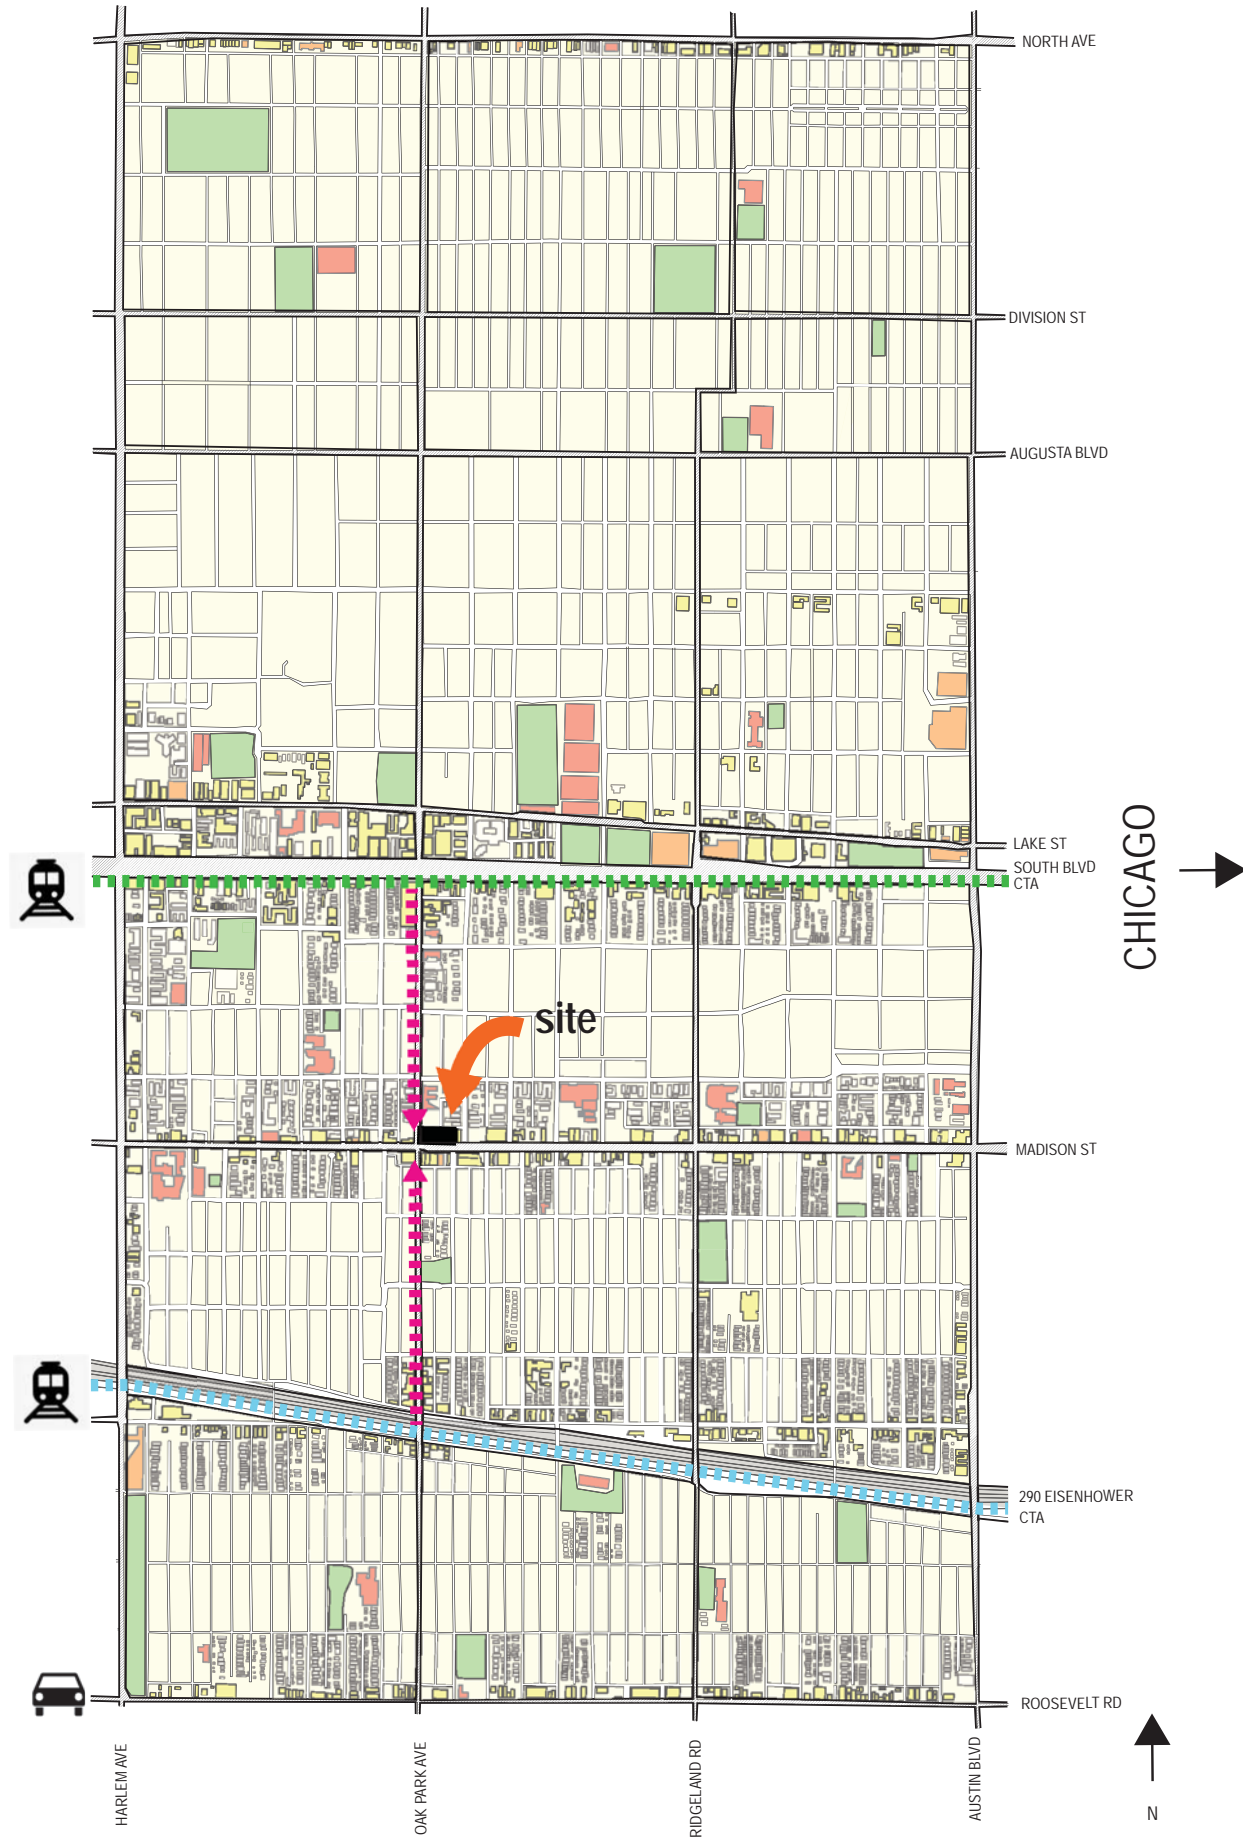 NORTH AVE
DIVISION ST
AUGUSTA BLVD
LAKE ST
SOUTH BLVD
CTA
CHICAGO
site
MADISON ST
290 EISENHOWER
CTA
ROOSEVELT RD
HARLEM AVE
OAK PARK AVE
RIDGELAND RD
AUSTIN BLVD
N